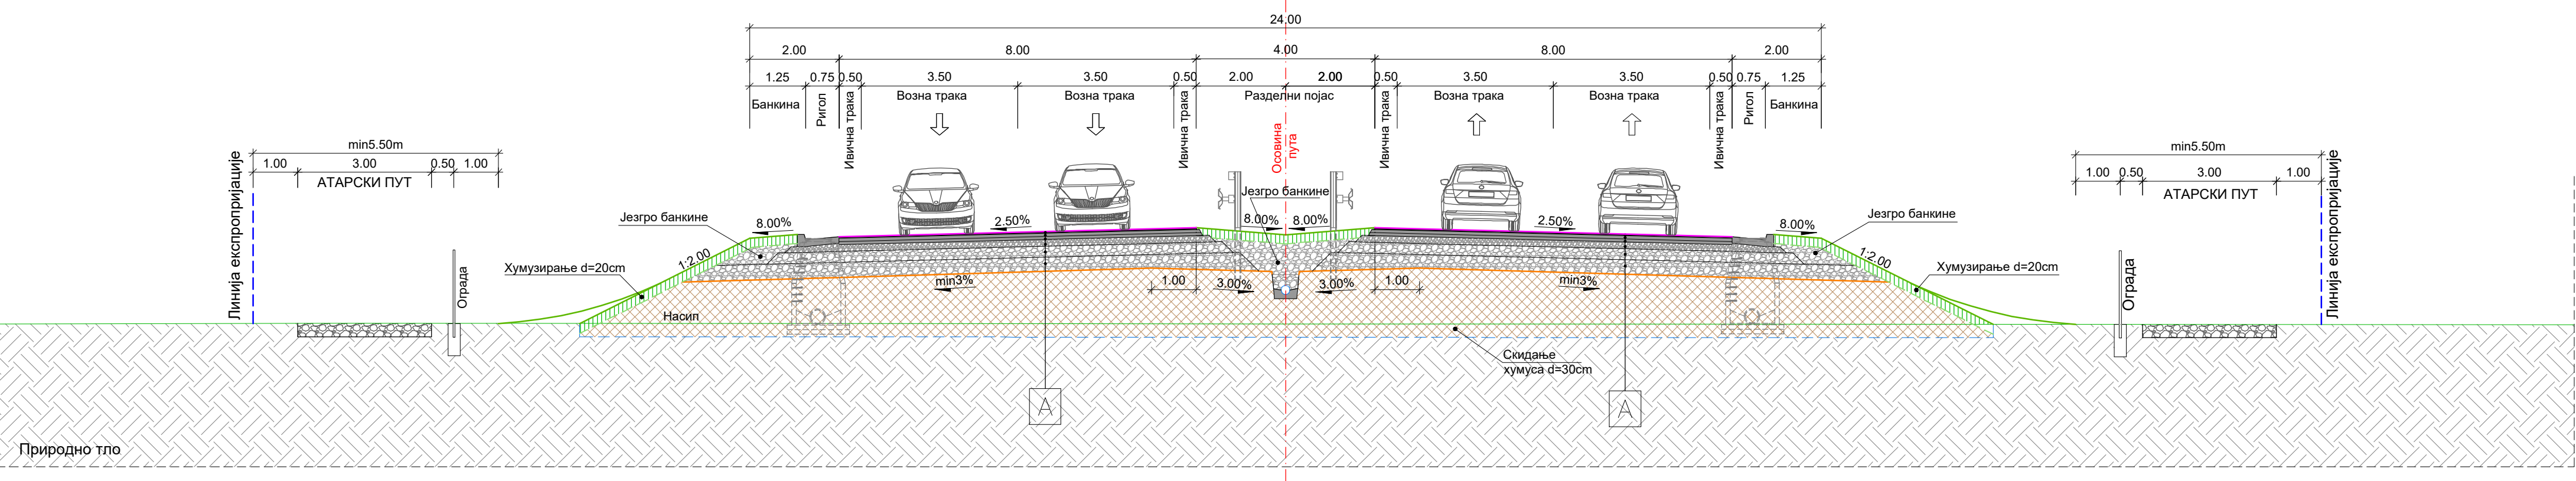 24.00
2.00 8.00 4.00 8.00 2.00
1.25 0.75 0.50 3.50 3.50 0.50 2.00 2.00 0.50 3.50 3.50 0.50 0.75 1.25
Банкина
Ригол
Ивична трака
Возна трака
Возна трака
Ивична трака
Разделни појас
Ивична трака
Возна трака
Возна трака
Ивична трака
Ригол
Банкина
Осовина
пута
Линија експропријације
min5.50m
1.00 3.00 0.50 1.00
АТАРСКИ ПУТ
min5.50m
1.00 0.50 3.00 1.00
АТАРСКИ ПУТ
Линија експропријације
Језгро банкине
Језгро банкине
Језгро банкине
8.00%
2.50%
8.00%
8.00%
2.50%
8.00%
1:2.00
1:2.00
Хумузирање d=20cm
Хумузирање d=20cm
Ограда
Ограда
min3%
1.00
3.00%
3.00%
1.00
min3%
Насип
Скидање
хумуса d=30cm
A
A
Природно тло